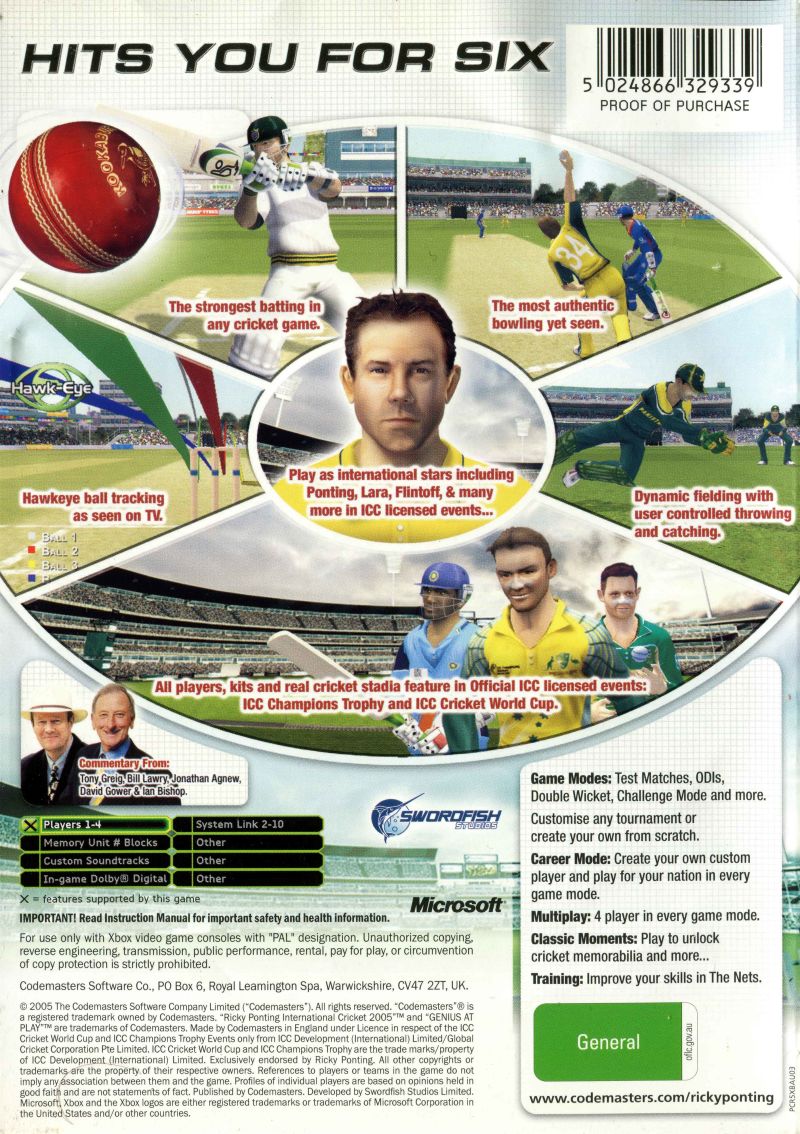 HITS YOU FOR SIX
5 024866 329339
PROOF OF PURCHASE
KOOKABU
The strongest batting in
any cricket game.
34
The most authentic
bowling yet seen.
Hawk-Eye
Hawkeye ball tracking
as seen on TV.
Ball 1
Ball 2
Ball 3
Play as international stars including
Ponting, Lara, Flintoff, & many
more in ICC licensed events...
Dynamic fielding with
user controlled throwing
and catching.
All players, kits and real cricket stadia feature in Official ICC licensed events:
ICC Champions Trophy and ICC Cricket World Cup.
Commentary From:
Tony Greig, Bill Lawry, Jonathan Agnew,
David Gower & Ian Bishop.
Players 1-4
System Link 2-10
Memory Unit # Blocks
Other
Custom Soundtracks
Other
In-game Dolby® Digital
Other
X = features supported by this game
SWORDFISH
STUDIOS
Microsoft
IMPORTANT! Read Instruction Manual for important safety and health information.
For use only with Xbox video game consoles with "PAL" designation. Unauthorized copying,
reverse engineering, transmission, public performance, rental, pay for play, or circumvention
of copy protection is strictly prohibited.
Codemasters Software Co., PO Box 6, Royal Leamington Spa, Warwickshire, CV47 2ZT, UK.
© 2005 The Codemasters Software Company Limited ("Codemasters"). All rights reserved. "Codemasters"® is
a registered trademark owned by Codemasters. "Ricky Ponting International Cricket 2005"™ and "GENIUS AT
PLAY"™ are trademarks of Codemasters. Made by Codemasters in England under Licence in respect of the ICC
Cricket World Cup and ICC Champions Trophy Events only from ICC Development (International) Limited/Global
Cricket Corporation Pte Limited. ICC Cricket World Cup and ICC Champions Trophy are the trade marks/property
of ICC Development (International) Limited. Exclusively endorsed by Ricky Ponting. All other copyrights or
trademarks are the property of their respective owners. References to players or teams in the game do not
imply any association between them and the game. Profiles of individual players are based on opinions held in
good faith and are not statements of fact. Published by Codemasters. Developed by Swordfish Studios Limited.
Microsoft, Xbox and the Xbox logos are either registered trademarks or trademarks of Microsoft Corporation in
the United States and/or other countries.
Game Modes: Test Matches, ODIs,
Double Wicket, Challenge Mode and more.
Customise any tournament or
create your own from scratch.
Career Mode: Create your own custom
player and play for your nation in every
game mode.
Multiplay: 4 player in every game mode.
Classic Moments: Play to unlock
cricket memorabilia and more...
Training: Improve your skills in The Nets.
General
oflc.gov.au
www.codemasters.com/rickyponting
PCR5XBAU03